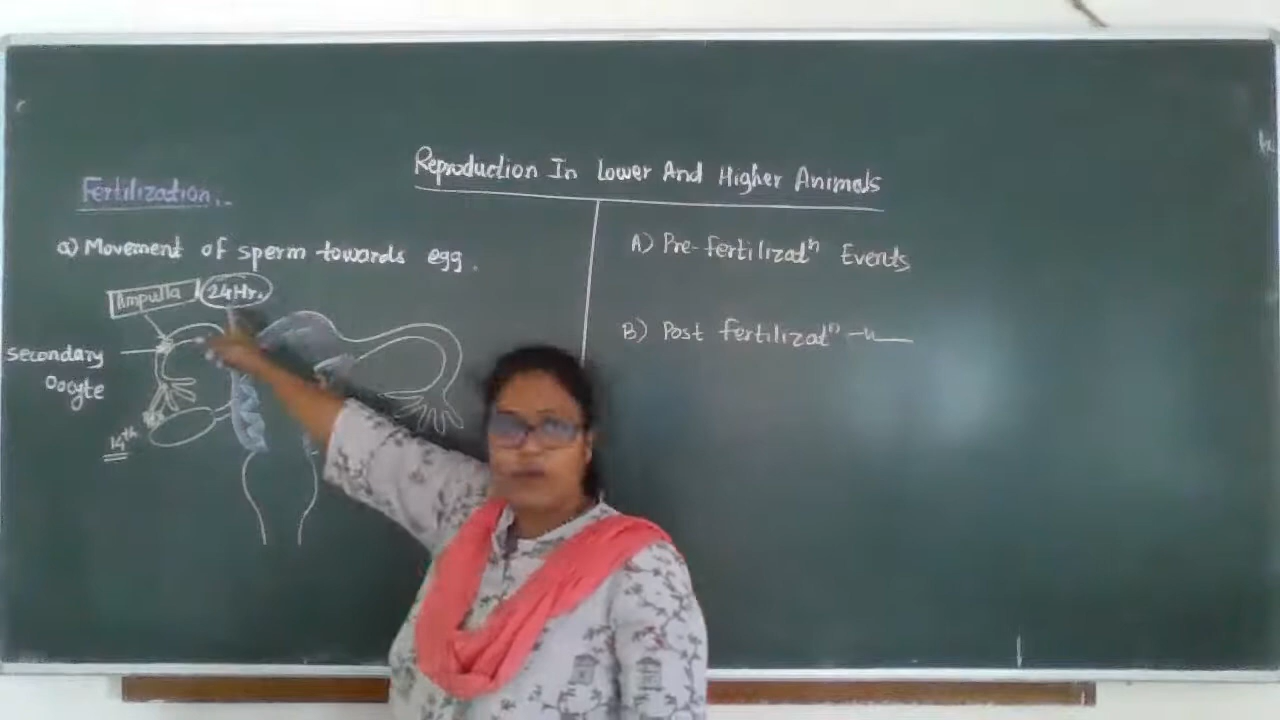 Reproduction In Lower And Higher Animals
Fertilization.
a) Movement of sperm towards egg.
Ampulla 24Hr.
Secondary
Oocyte
14th
A) Pre-fertilizatn Events
B) Post fertilizatn —"—